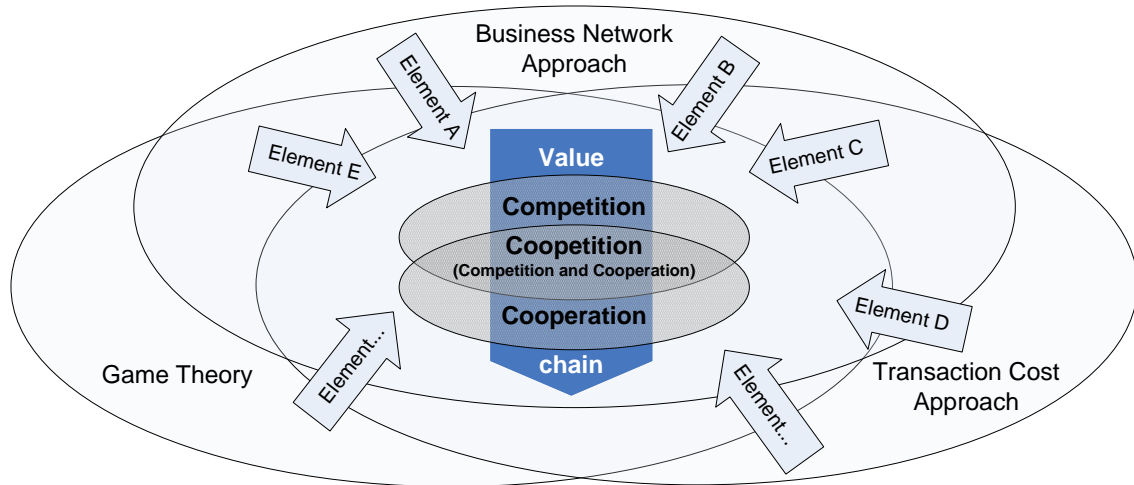 Business Network
Approach
Element A
Element B
Element E
Element C
Value
Competition
Coopetition
(Competition and Cooperation)
Cooperation
Element D
Element...
chain
Game Theory
Element...
Transaction Cost
Approach